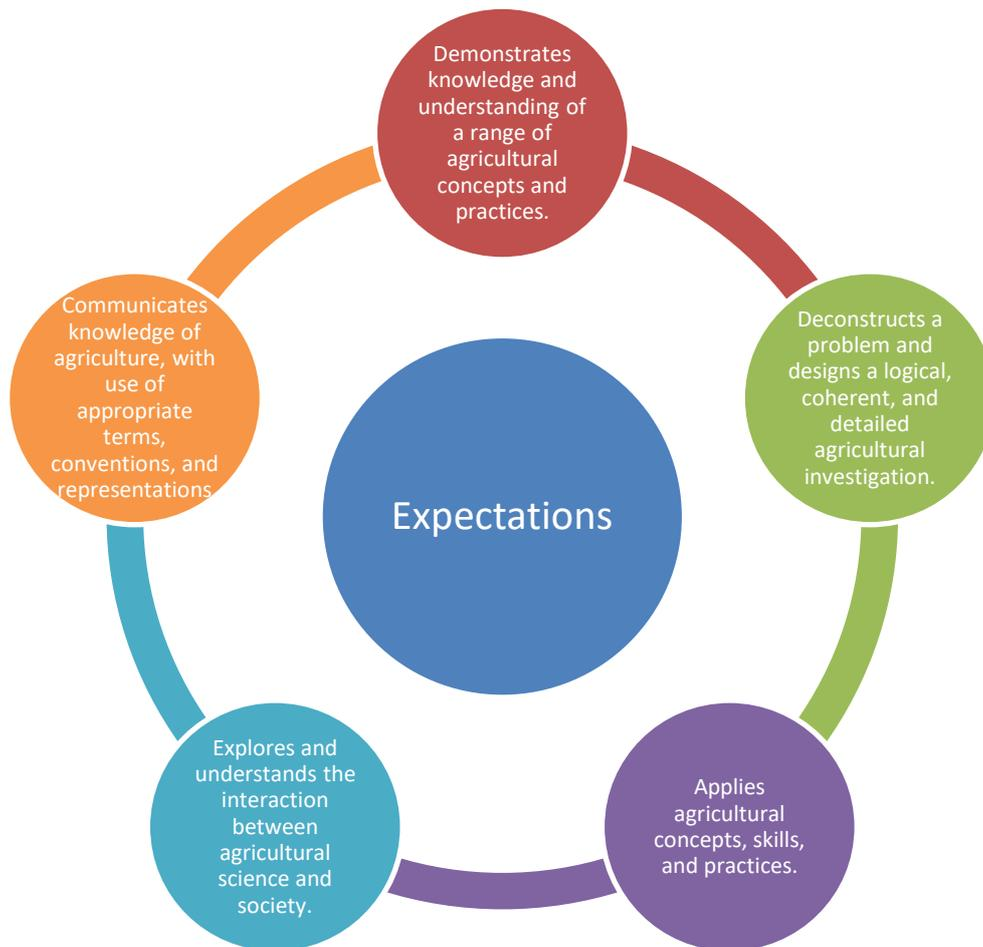 Demonstrates
knowledge and
understanding of
a range of
agricultural
concepts and
practices.
Deconstructs a
problem and
designs a logical,
coherent, and
detailed
agricultural
investigation.
Applies
agricultural
concepts, skills,
and practices.
Explores and
understands the
interaction
between
agricultural
science and
society.
Communicates
knowledge of
agriculture, with
use of
appropriate
terms,
conventions, and
representations
Expectations